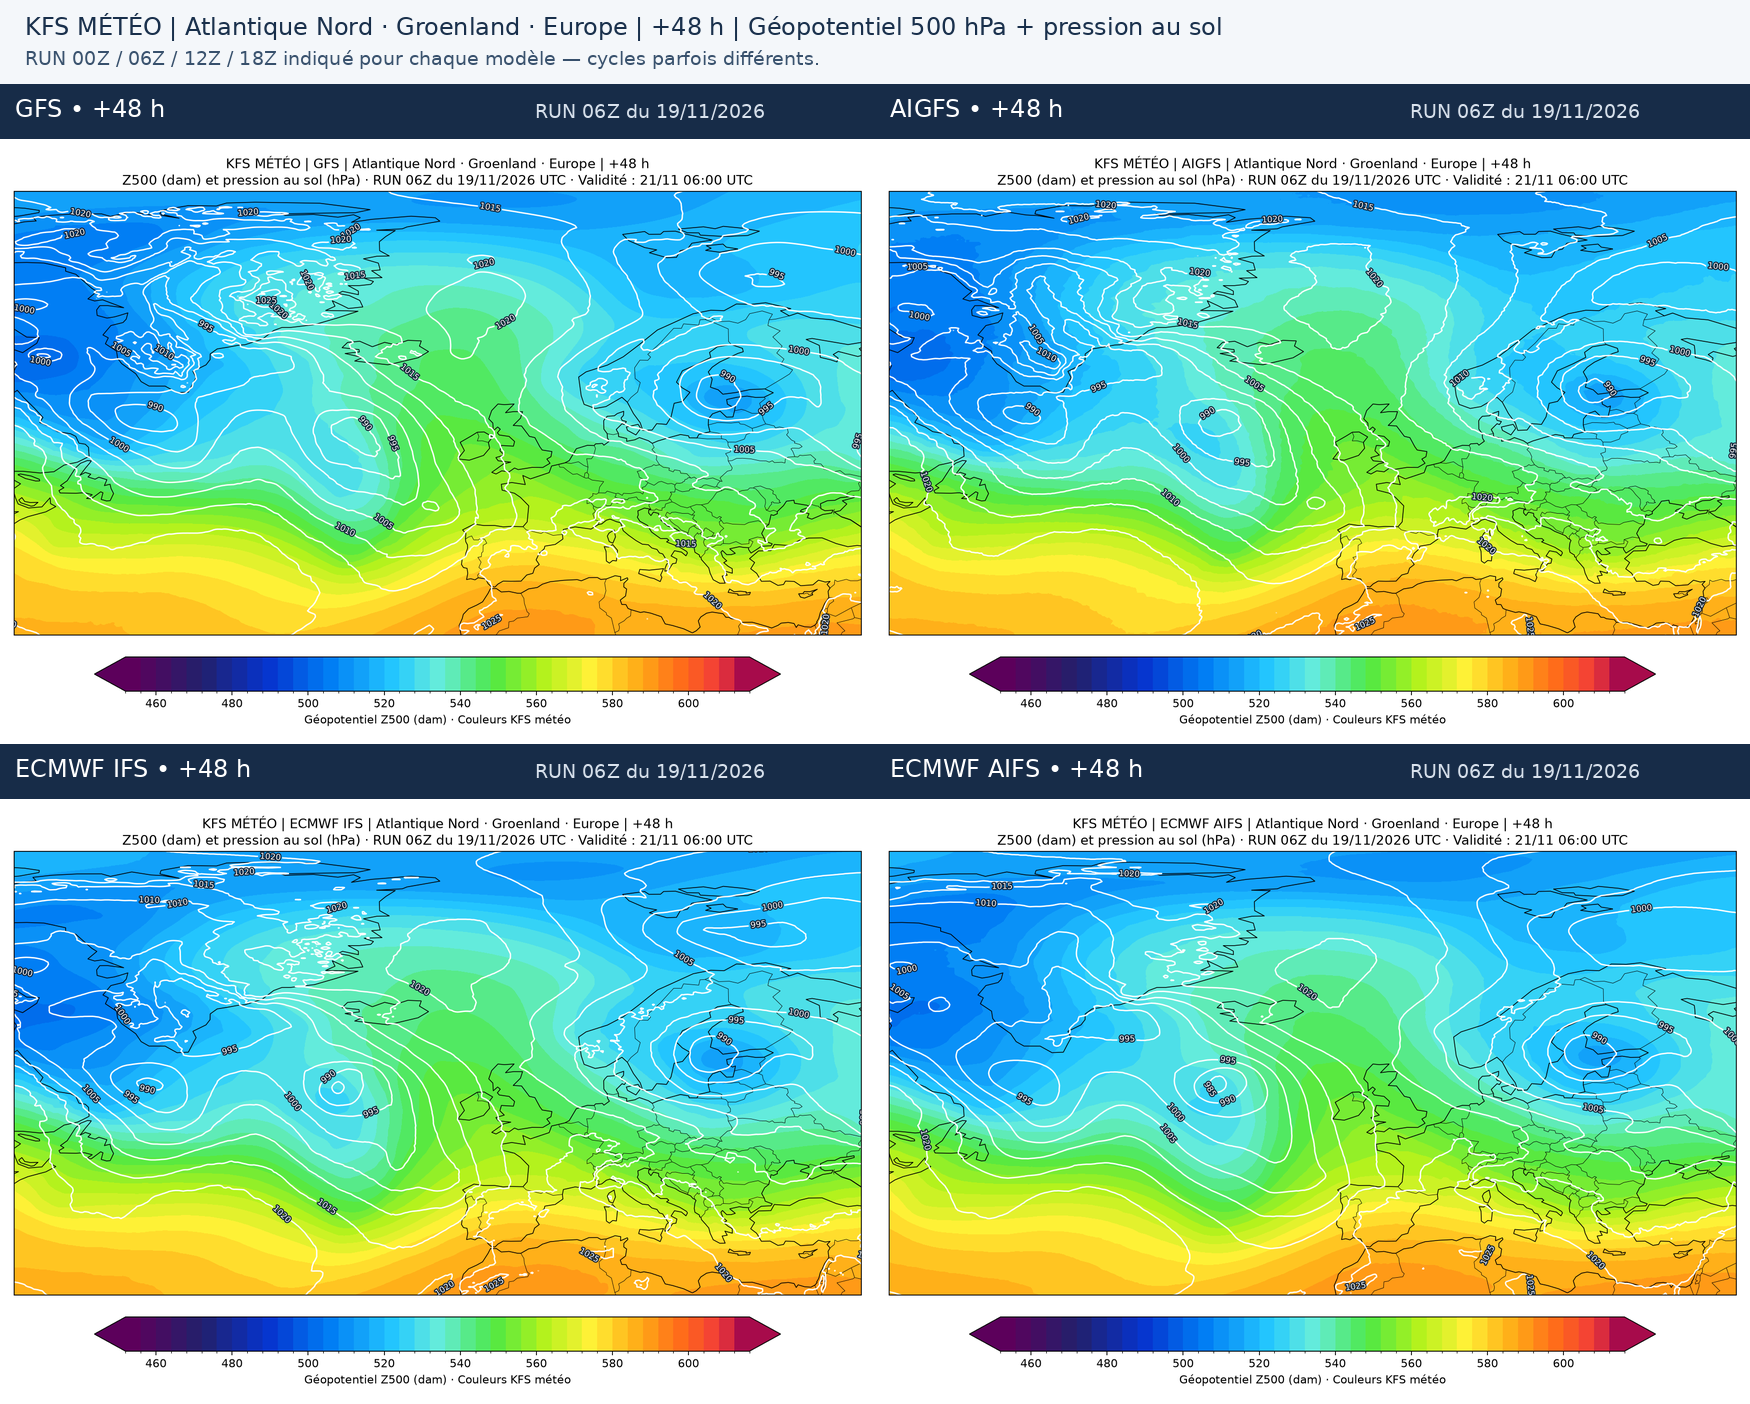 KFS MÉTÉO | Atlantique Nord · Groenland · Europe | +48 h | Géopotentiel 500 hPa + pression au sol
RUN 00Z / 06Z / 12Z / 18Z indiqué pour chaque modèle — cycles parfois différents.
GFS • +48 h RUN 06Z du 19/11/2026
KFS MÉTÉO | GFS | Atlantique Nord · Groenland · Europe | +48 h
Z500 (dam) et pression au sol (hPa) · RUN 06Z du 19/11/2026 UTC · Validité : 21/11 06:00 UTC
460 480 500 520 540 560 580 600
Géopotentiel Z500 (dam) · Couleurs KFS météo
AIGFS • +48 h RUN 06Z du 19/11/2026
KFS MÉTÉO | AIGFS | Atlantique Nord · Groenland · Europe | +48 h
Z500 (dam) et pression au sol (hPa) · RUN 06Z du 19/11/2026 UTC · Validité : 21/11 06:00 UTC
460 480 500 520 540 560 580 600
Géopotentiel Z500 (dam) · Couleurs KFS météo
ECMWF IFS • +48 h RUN 06Z du 19/11/2026
KFS MÉTÉO | ECMWF IFS | Atlantique Nord · Groenland · Europe | +48 h
Z500 (dam) et pression au sol (hPa) · RUN 06Z du 19/11/2026 UTC · Validité : 21/11 06:00 UTC
460 480 500 520 540 560 580 600
Géopotentiel Z500 (dam) · Couleurs KFS météo
ECMWF AIFS • +48 h RUN 06Z du 19/11/2026
KFS MÉTÉO | ECMWF AIFS | Atlantique Nord · Groenland · Europe | +48 h
Z500 (dam) et pression au sol (hPa) · RUN 06Z du 19/11/2026 UTC · Validité : 21/11 06:00 UTC
460 480 500 520 540 560 580 600
Géopotentiel Z500 (dam) · Couleurs KFS météo